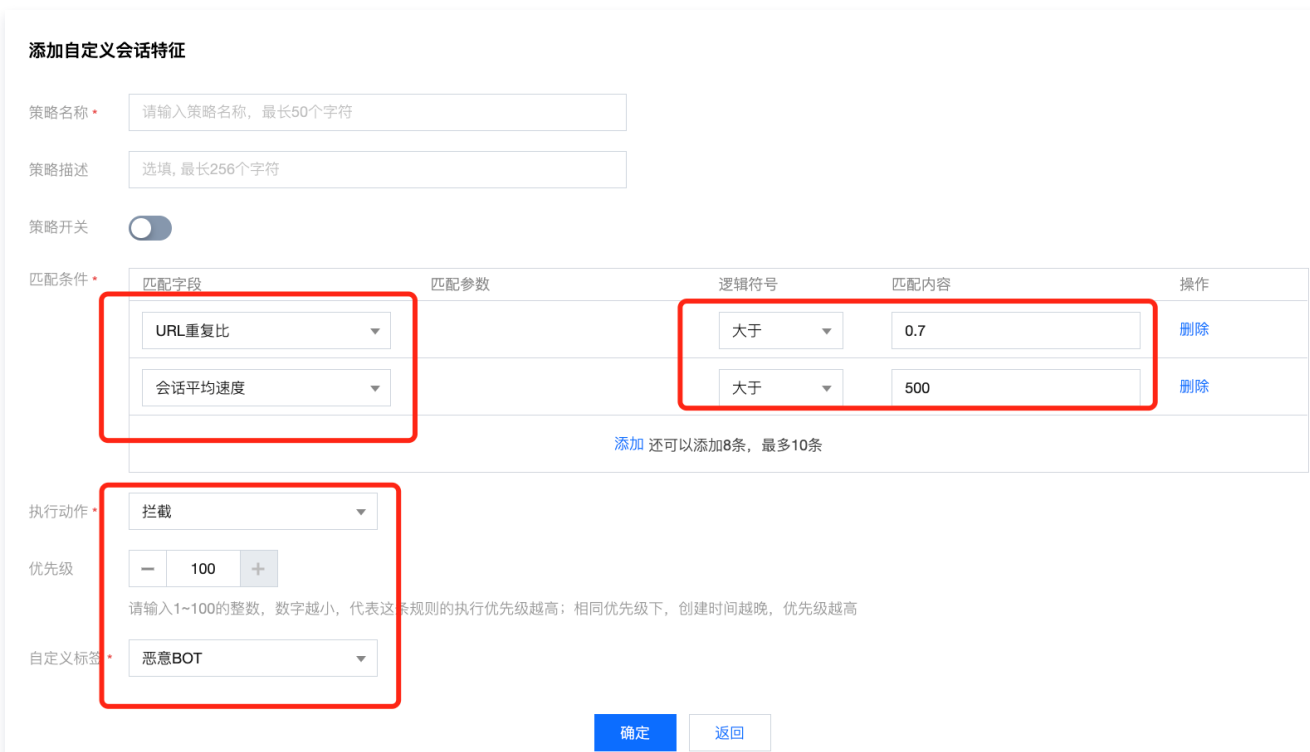 添加自定义会话特征
策略名称 * 请输入策略名称，最长50个字符
策略描述 选填, 最长256个字符
策略开关
匹配条件 * 匹配字段 匹配参数 逻辑符号 匹配内容 操作
URL重复比 大于 0.7 删除
会话平均速度 大于 500 删除
添加 还可以添加8条，最多10条
执行动作 * 拦截
优先级 − 100 +
请输入1~100的整数，数字越小，代表这条规则的执行优先级越高；相同优先级下，创建时间越晚，优先级越高
自定义标签 * 恶意BOT
确定 返回